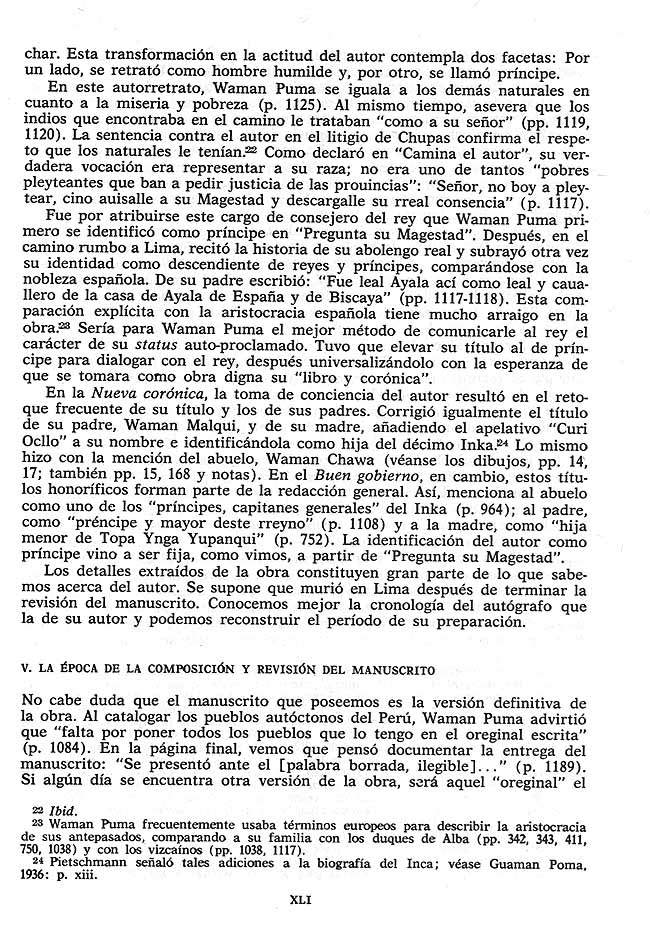 char. Esta transformación en la actitud del autor contempla dos facetas: Por
un lado, se retrató como hombre humilde y, por otro, se llamó príncipe.
En este autorretrato, Waman Puma se iguala a los demás naturales en
cuanto a la miseria y pobreza (p. 1125). Al mismo tiempo, asevera que los
indios que encontraba en el camino le trataban “como a su señor” (pp. 1119,
1120). La sentencia contra el autor en el litigio de Chupas confirma el respe-
to que los naturales le tenían.²² Como declaró en “Camina el autor”, su ver-
dadera vocación era representar a su raza; no era uno de tantos “pobres
pleyteantes que ban a pedir justicia de las prouincias”: “Señor, no boy a pley-
tear, cino auisalle a su Magestad y descargalle su rreal consencia” (p. 1117).
Fue por atribuirse este cargo de consejero del rey que Waman Puma pri-
mero se identificó como príncipe en “Pregunta su Magestad”. Después, en el
camino rumbo a Lima, recitó la historia de su abolengo real y subrayó otra vez
su identidad como descendiente de reyes y príncipes, comparándose con la
nobleza española. De su padre escribió: “Fue leal Ayala ací como leal y caua-
llero de la casa de Ayala de España y de Biscaya” (pp. 1117-1118). Esta com-
paración explícita con la aristocracia española tiene mucho arraigo en la
obra.²³ Sería para Waman Puma el mejor método de comunicarle al rey el
carácter de su status auto-proclamado. Tuvo que elevar su título al de prín-
cipe para dialogar con el rey, después universalizándolo con la esperanza de
que se tomara como obra digna su “libro y corónica”.
En la Nueva corónica, la toma de conciencia del autor resultó en el reto-
que frecuente de su título y los de sus padres. Corrigió igualmente el título
de su padre, Waman Malqui, y de su madre, añadiendo el apelativo “Curi
Ocllo” a su nombre e identificándola como hija del décimo Inka.²⁴ Lo mismo
hizo con la mención del abuelo, Waman Chawa (véanse los dibujos, pp. 14,
17; también pp. 15, 168 y notas). En el Buen gobierno, en cambio, estos títu-
los honoríficos forman parte de la redacción general. Así, menciona al abuelo
como uno de los “príncipes, capitanes generales” del Inka (p. 964); al padre,
como “préncipe y mayor deste rreyno” (p. 1108) y a la madre, como “hija
menor de Topa Ynga Yupanqui” (p. 752). La identificación del autor como
príncipe vino a ser fija, como vimos, a partir de “Pregunta su Magestad”.
Los detalles extraídos de la obra constituyen gran parte de lo que sabe-
mos acerca del autor. Se supone que murió en Lima después de terminar la
revisión del manuscrito. Conocemos mejor la cronología del autógrafo que
la de su autor y podemos reconstruir el período de su preparación.
V. LA ÉPOCA DE LA COMPOSICIÓN Y REVISIÓN DEL MANUSCRITO
No cabe duda que el manuscrito que poseemos es la versión definitiva de
la obra. Al catalogar los pueblos autóctonos del Perú, Waman Puma advirtió
que “falta por poner todos los pueblos que lo tengo en el oreginal escrita”
(p. 1084). En la página final, vemos que pensó documentar la entrega del
manuscrito: “Se presentó ante el [palabra borrada, ilegible]...” (p. 1189).
Si algún día se encuentra otra versión de la obra, será aquel “oreginal” el
²² Ibid.
²³ Waman Puma frecuentemente usaba términos europeos para describir la aristocracia
de sus antepasados, comparando a su familia con los duques de Alba (pp. 342, 343, 411,
750, 1038) y con los vizcaínos (pp. 1038, 1117).
²⁴ Pietschmann señaló tales adiciones a la biografía del Inca; véase Guaman Poma,
1936: p. xiii.
XLI